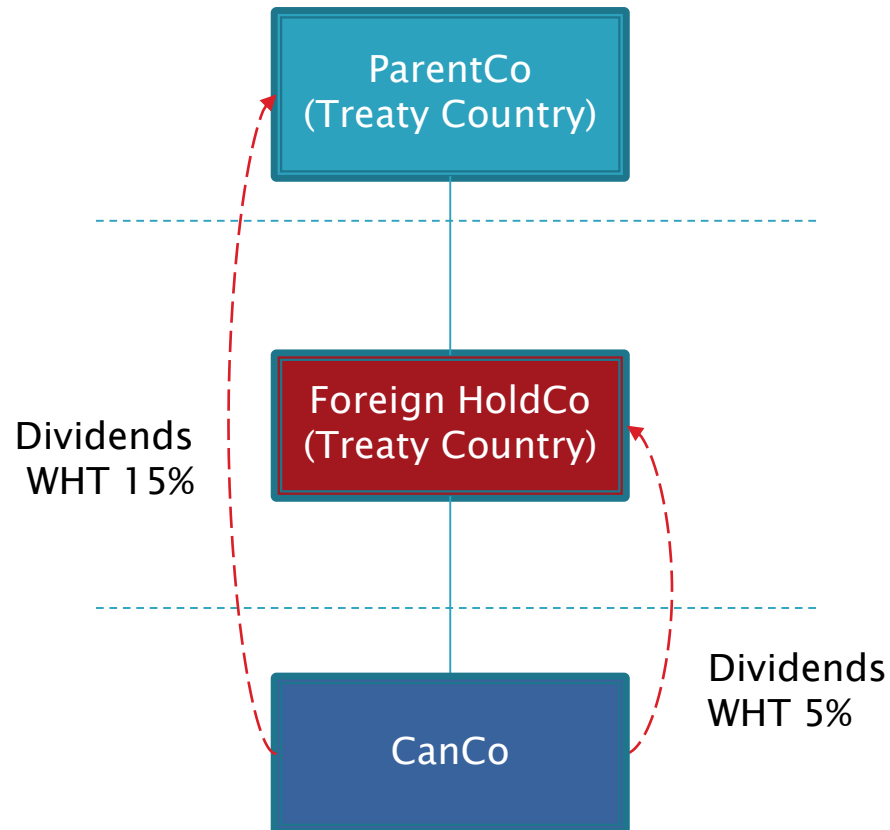 ParentCo
(Treaty Country)
Foreign HoldCo
(Treaty Country)
Dividends
WHT 15%
Dividends
WHT 5%
CanCo